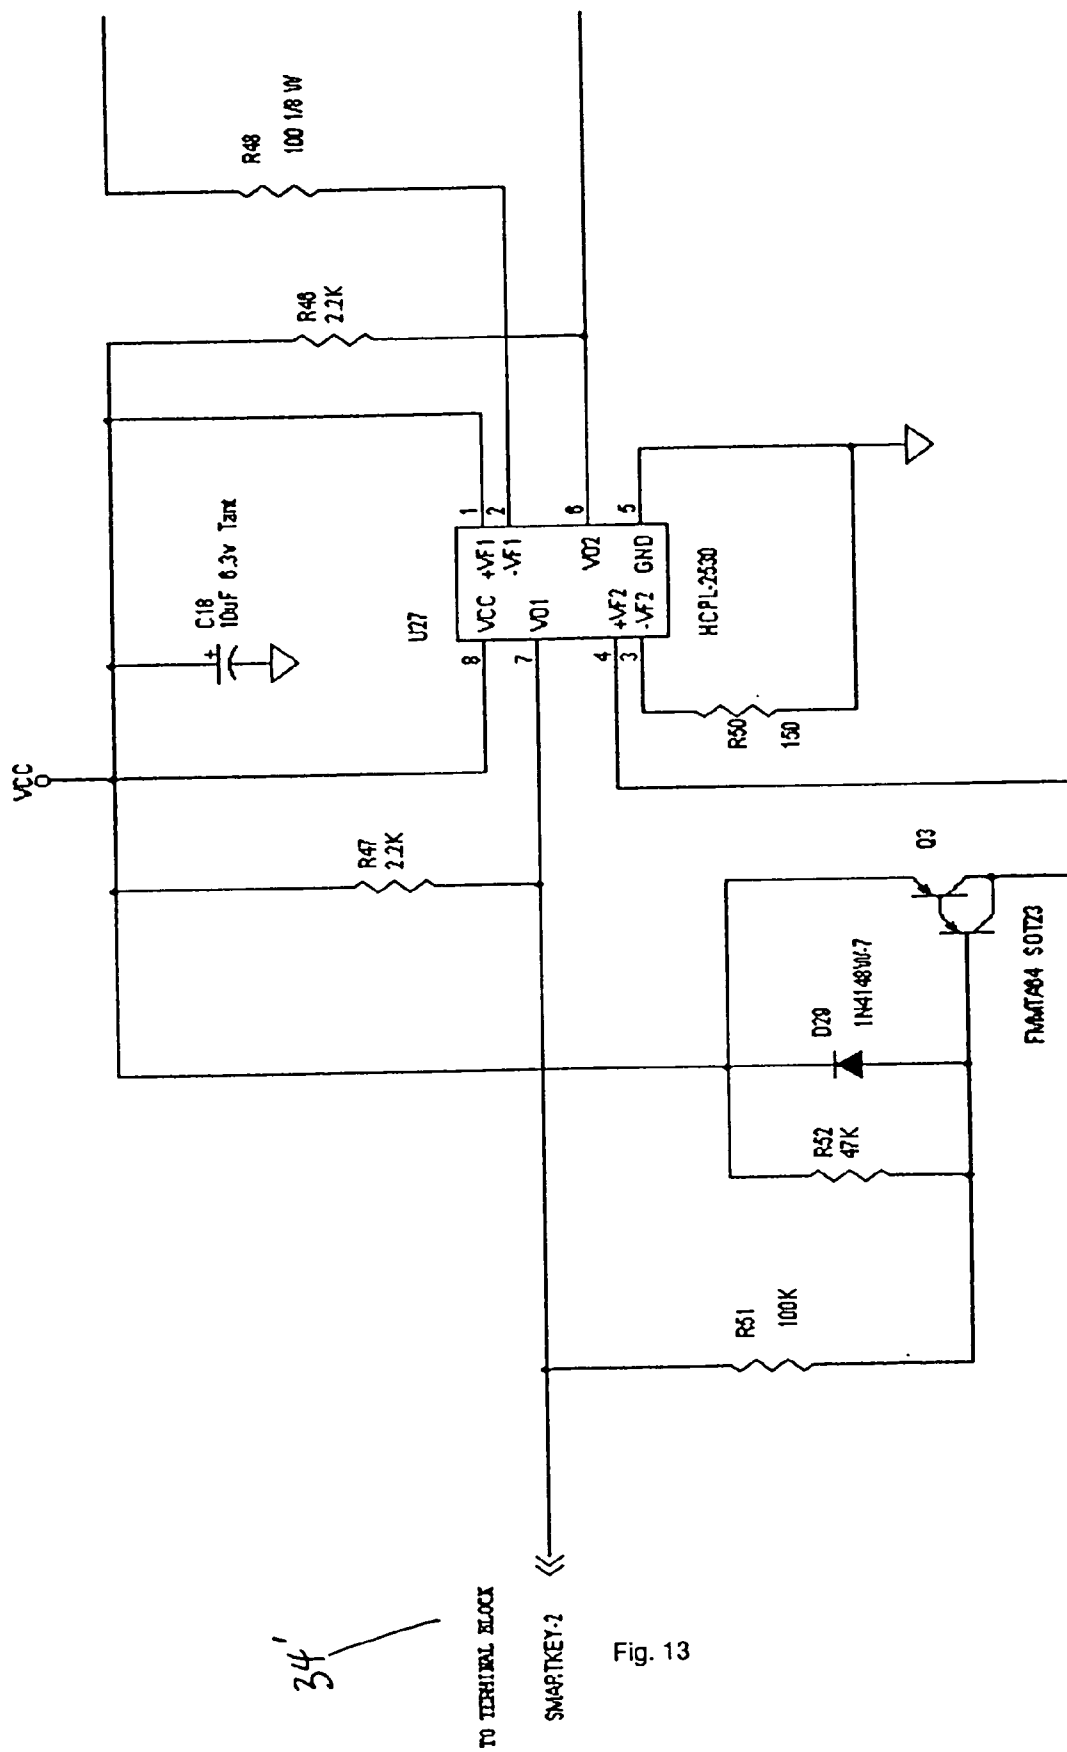 VCC
R48
100 1/8 W
R46
2.2K
C18
10uF 6.3v Tant
R47
2.2K
U27
8
7
4
3
1
2
6
5
VCC
+VF1
-VF1
VO1
VO2
+VF2
-VF2
GND
HCPL-2530
R50
150
Q3
FMMTA64 SOT23
D29
1N4148W-7
R52
47K
R51
100K
34'
TO TERMINAL BLOCK
SMARTKEY-2
Fig. 13